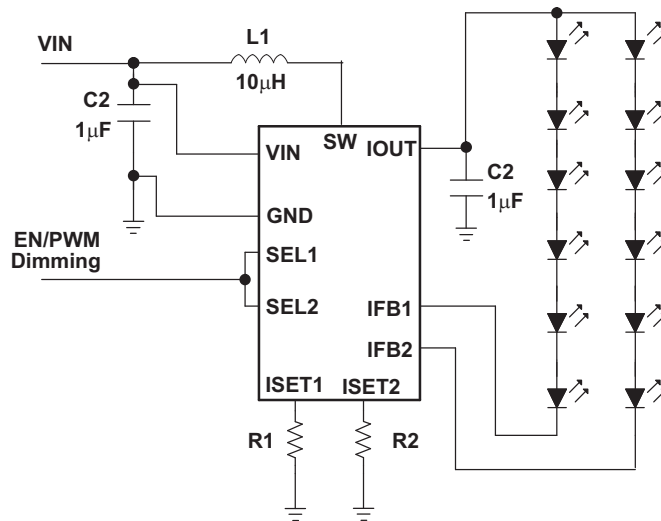 VIN
L1
10μH
C2
1μF
VIN
SW
IOUT
C2
1μF
GND
EN/PWM
Dimming
SEL1
SEL2
IFB1
IFB2
ISET1
ISET2
R1
R2